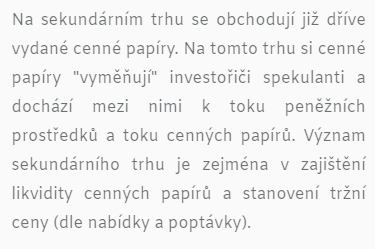 Na sekundárním trhu se obchodují již dříve
vydané cenné papíry. Na tomto trhu si cenné
papíry "vyměňují" investořiči spekulanti a
dochází mezi nimi k toku peněžních
prostředků a toku cenných papírů. Význam
sekundárního trhu je zejména v zajištění
likvidity cenných papírů a stanovení tržní
ceny (dle nabídky a poptávky).